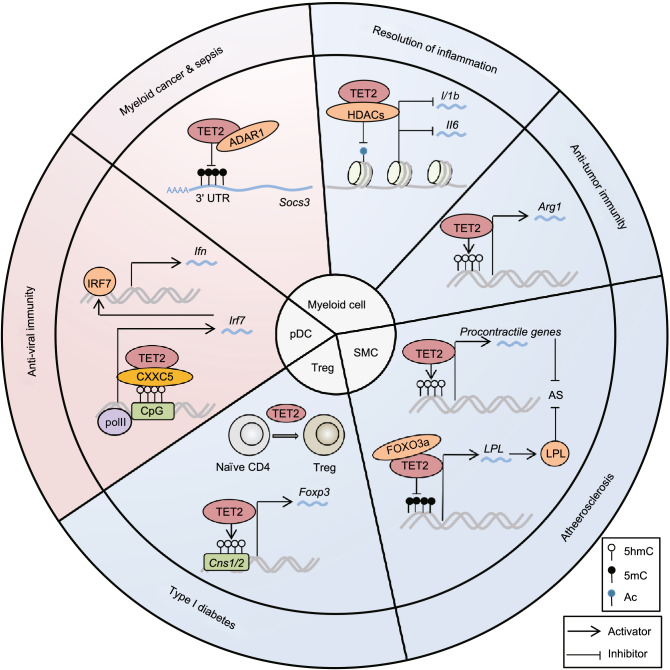 Resolution of inflammation
Myeloid cancer & sepsis
Anti-tumor immunity
Anti-viral immunity
Type I diabetes
Atheerosclerosis
TET2
HDACs
I/1b
Il6
TET2
ADAR1
AAAA
3' UTR
Socs3
TET2
Arg1
Ifn
IRF7
Irf7
TET2
CXXC5
CpG
polII
Myeloid cell
pDC
SMC
Treg
Procontractile genes
TET2
AS
FOXO3a
TET2
LPL
LPL
TET2
Naïve CD4
Treg
TET2
Foxp3
Cns1/2
5hmC
5mC
Ac
Activator
Inhibitor